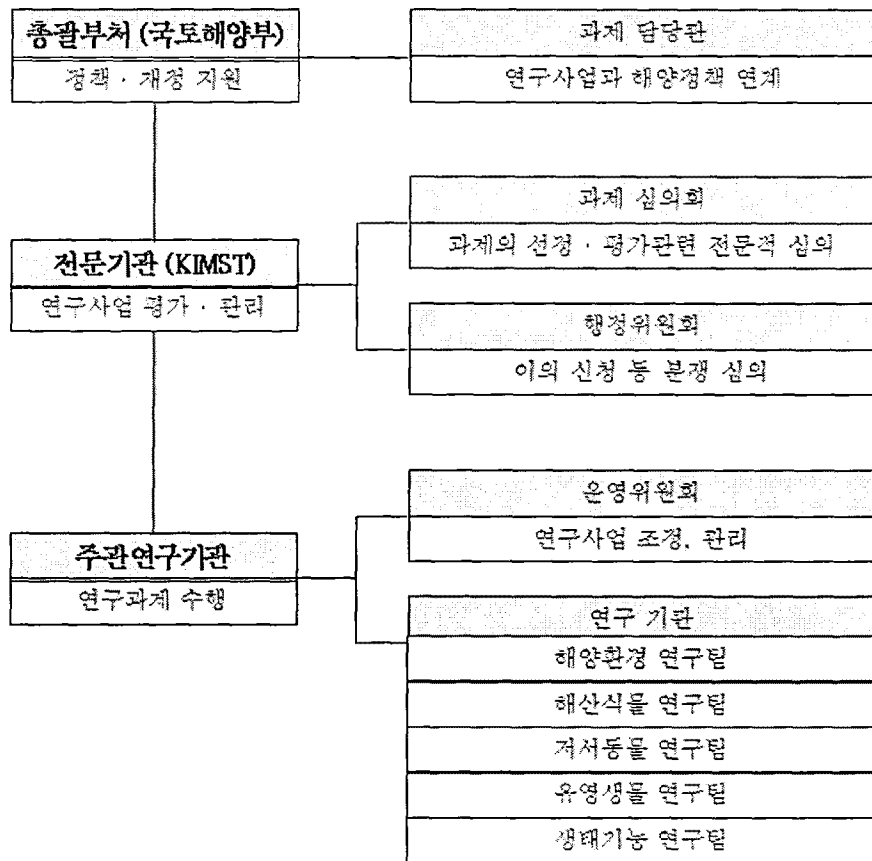 총괄부처 (국토해양부)
정책 · 재정 지원
과제 담당관
연구사업과 해양정책 연계
과제 심의회
과제의 선정 · 평가관련 전문적 심의
전문기관 (KIMST)
연구사업 평가 · 관리
행정위원회
이의 신청 등 분쟁 심의
운영위원회
연구사업 조정, 관리
주관연구기관
연구과제 수행
연구 기관
해양환경 연구팀
해산식물 연구팀
저서동물 연구팀
유영생물 연구팀
생태기능 연구팀